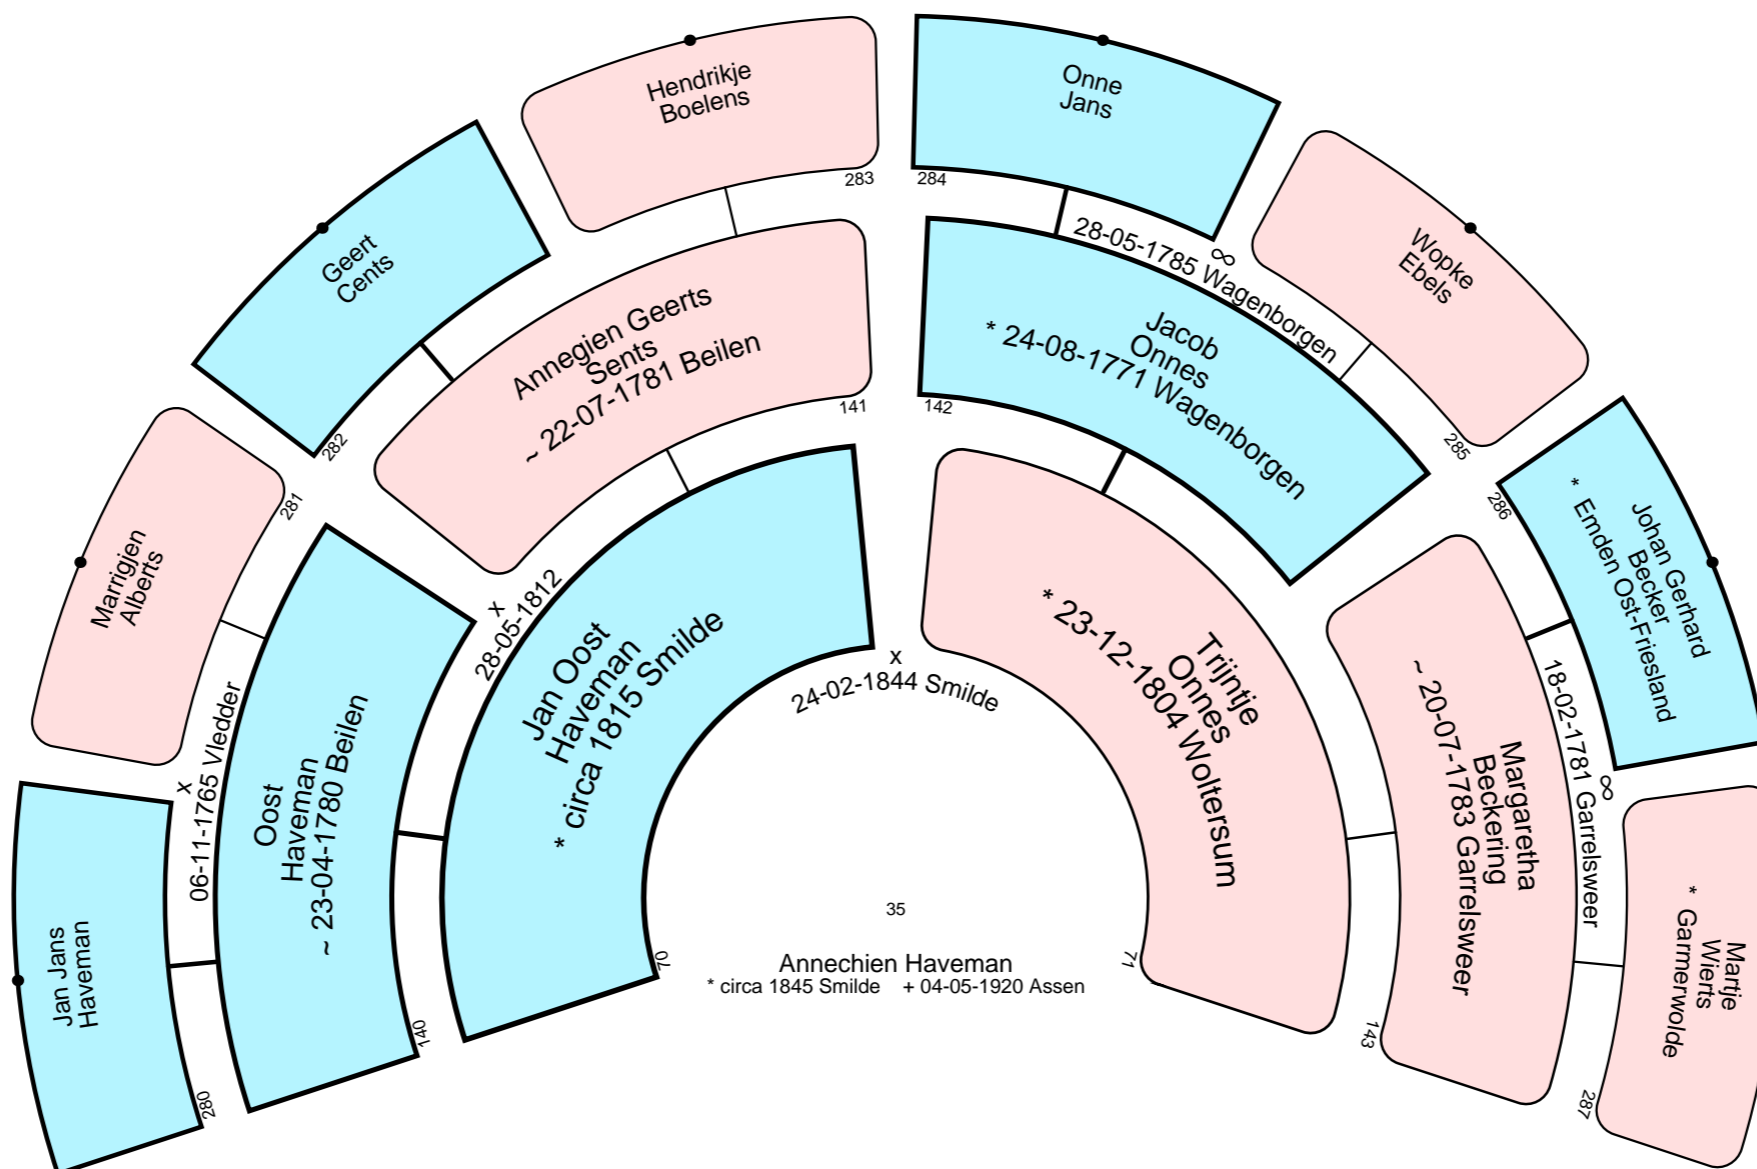 Hendrikje
Boelens
283
Onne
Jans
284
Geert
Cents
282
Wopke
Ebels
285
28-05-1785 Wagenborgen
∞
Annegien Geerts
Sents
~ 22-07-1781 Beilen
141
Jacob
Onnes
* 24-08-1771 Wagenborgen
142
Marrigjen
Alberts
281
Johan Gerhard
Becker
* Emden Ost-Friesland
286
x
28-05-1812
Jan Oost
Haveman
* circa 1815 Smilde
70
x
24-02-1844 Smilde
Trijntje
Onnes
* 23-12-1804 Woltersum
71
x
06-11-1765 Vledder
Oost
Haveman
~ 23-04-1780 Beilen
140
Margaretha
Beckering
~ 20-07-1783 Garrelsweer
143
∞
18-02-1781 Garrelsweer
Jan Jans
Haveman
280
Martje
Wierts
* Garmerwolde
287
35
Annechien Haveman
* circa 1845 Smilde + 04-05-1920 Assen